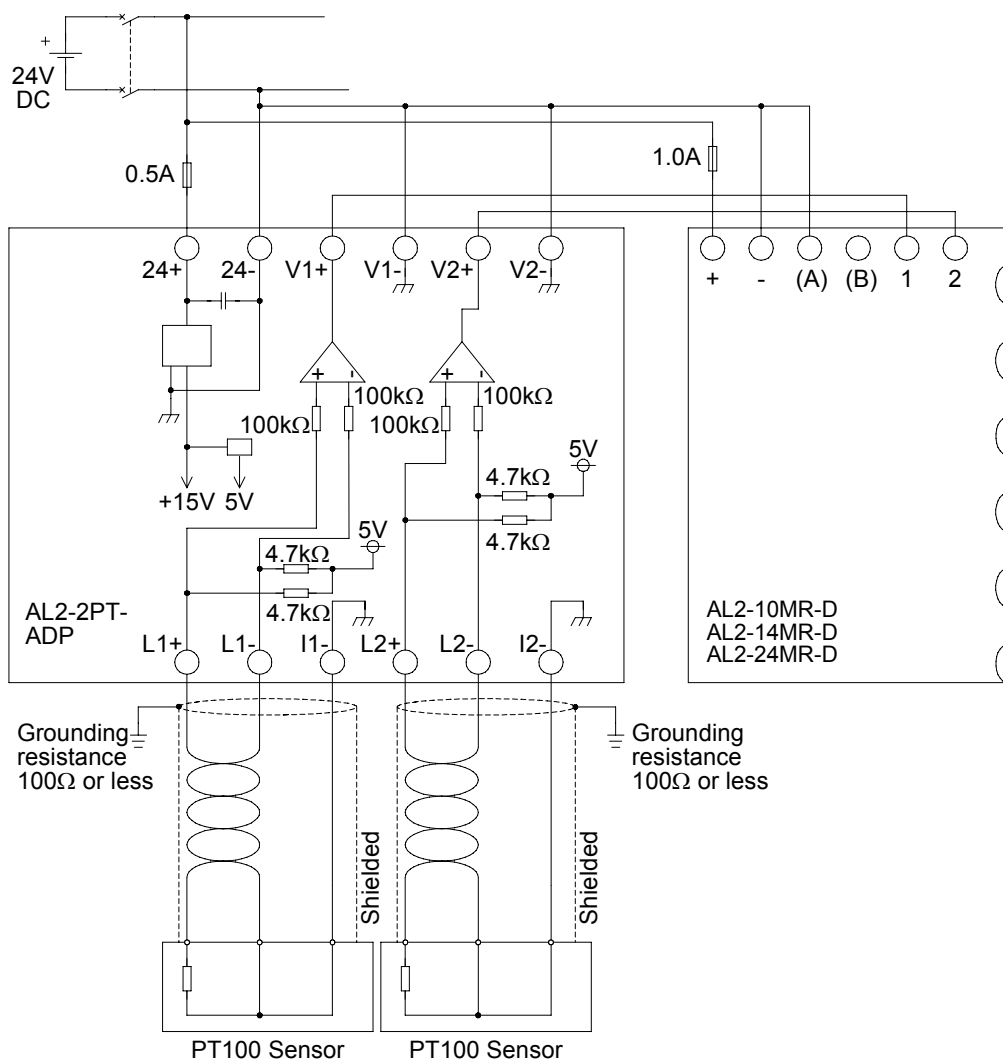 +
24V
DC
0.5A
1.0A
24+ 24- V1+ V1- V2+ V2-
+ - (A) (B) 1 2
+ -
+ -
100kΩ
100kΩ
100kΩ
100kΩ
+15V 5V
5V
4.7kΩ
4.7kΩ
5V
4.7kΩ
4.7kΩ
AL2-2PT-
ADP
AL2-10MR-D
AL2-14MR-D
AL2-24MR-D
L1+ L1- I1- L2+ L2- I2-
Grounding
resistance
100Ω or less
Shielded
Grounding
resistance
100Ω or less
Shielded
PT100 Sensor
PT100 Sensor